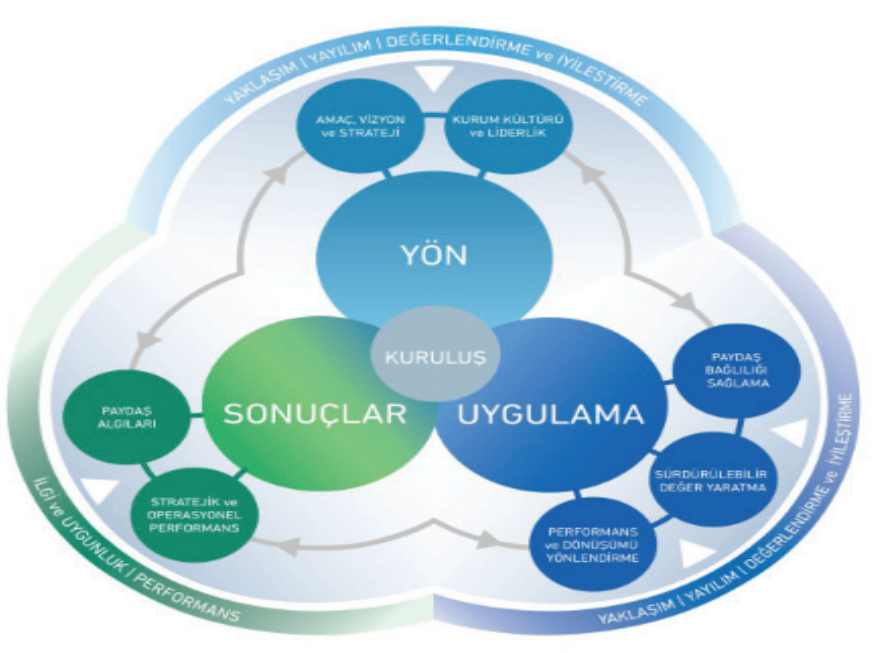 YAKLAŞIM | YAYILIM | DEĞERLENDİRME ve İYİLEŞTİRME
AMAÇ, VİZYON
ve STRATEJİ
KURUM KÜLTÜRÜ
ve LİDERLİK
YÖN
KURULUŞ
SONUÇLAR
UYGULAMA
PAYDAŞ
BAĞLILIĞI
SAĞLAMA
PAYDAŞ
ALGILARI
SÜRDÜRÜLEBİLİR
DEĞER YARATMA
STRATEJİK ve
OPERASYONEL
PERFORMANS
PERFORMANS
ve DÖNÜŞÜMÜ
YÖNLENDİRME
İLGİ ve UYGUNLUK | PERFORMANS
YAKLAŞIM | YAYILIM | DEĞERLENDİRME ve İYİLEŞTİRME